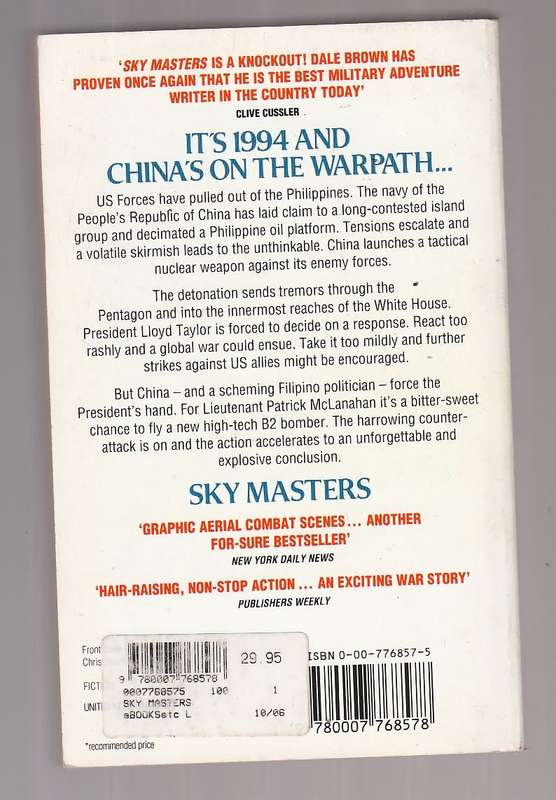 ‘SKY MASTERS IS A KNOCKOUT! DALE BROWN HAS
PROVEN ONCE AGAIN THAT HE IS THE BEST MILITARY ADVENTURE
WRITER IN THE COUNTRY TODAY’
CLIVE CUSSLER
IT'S 1994 AND
CHINA'S ON THE WARPATH...
US Forces have pulled out of the Philippines. The navy of the
People's Republic of China has laid claim to a long-contested island
group and decimated a Philippine oil platform. Tensions escalate and
a volatile skirmish leads to the unthinkable. China launches a tactical
nuclear weapon against its enemy forces.
The detonation sends tremors through the
Pentagon and into the innermost reaches of the White House.
President Lloyd Taylor is forced to decide on a response. React too
rashly and a global war could ensue. Take it too mildly and further
strikes against US allies might be encouraged.
But China – and a scheming Filipino politician – force the
President's hand. For Lieutenant Patrick McLanahan it's a bitter-sweet
chance to fly a new high-tech B2 bomber. The harrowing counter-
attack is on and the action accelerates to an unforgettable and
explosive conclusion.
SKY MASTERS
‘GRAPHIC AERIAL COMBAT SCENES... ANOTHER
FOR-SURE BESTSELLER’
NEW YORK DAILY NEWS
‘HAIR-RAISING, NON-STOP ACTION ... AN EXCITING WAR STORY’
PUBLISHERS WEEKLY
Front
Chris
FICTI
UNIT
*recommended price
29.95
9 780007 768578
0007768575 100 1
SKY MASTERS
eBOOKSetc L 10/06
ISBN 0-00-776857-5
780007 768578